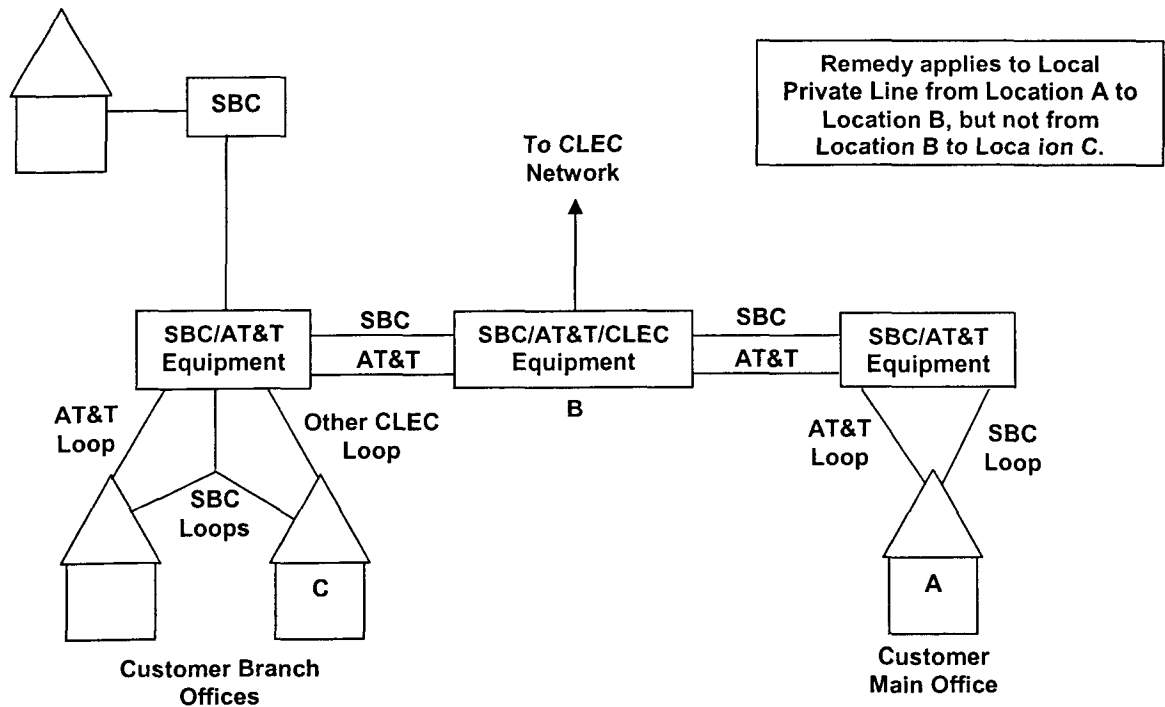 SBC
Remedy applies to Local
Private Line from Location A to
Location B, but not from
Location B to Loca ion C.
To CLEC
Network
SBC/AT&T
Equipment
SBC
AT&T
SBC/AT&T/CLEC
Equipment
B
SBC
AT&T
SBC/AT&T
Equipment
AT&T
Loop
Other CLEC
Loop
SBC
Loops
C
Customer Branch
Offices
AT&T
Loop
SBC
Loop
A
Customer
Main Office